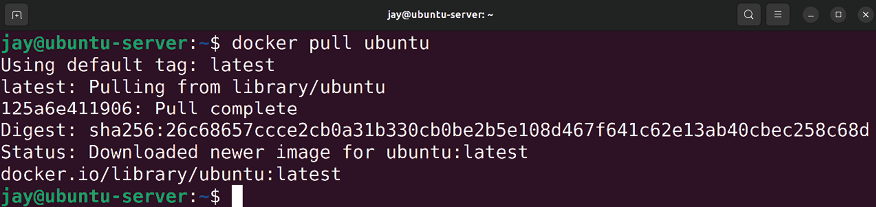 jay@ubuntu-server: ~
jay@ubuntu-server:~$ docker pull ubuntu
Using default tag: latest
latest: Pulling from library/ubuntu
125a6e411906: Pull complete
Digest: sha256:26c68657ccce2cb0a31b330cb0be2b5e108d467f641c62e13ab40cbec258c68d
Status: Downloaded newer image for ubuntu:latest
docker.io/library/ubuntu:latest
jay@ubuntu-server:~$